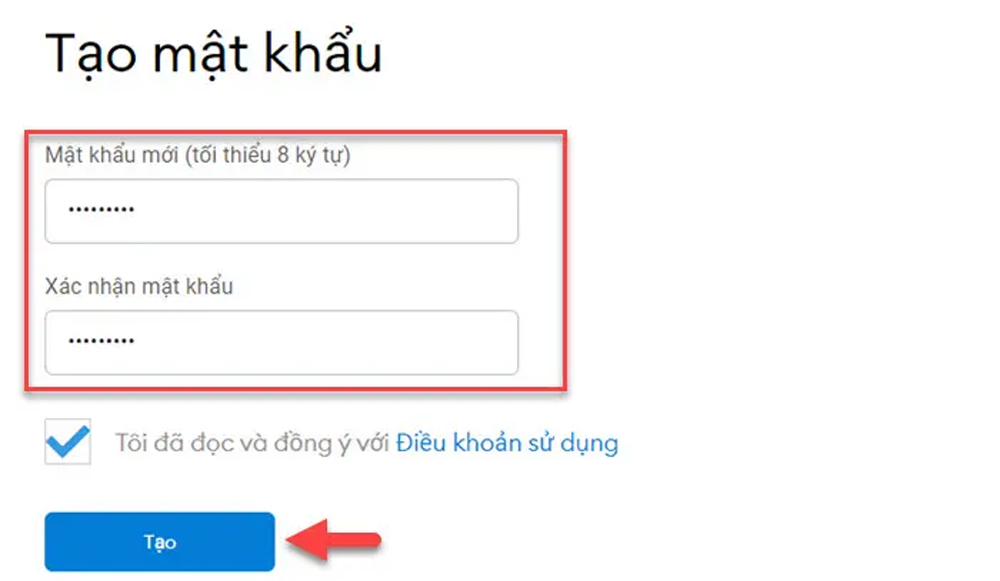 Tạo mật khẩu
Mật khẩu mới (tối thiểu 8 ký tự)
•••••••••
Xác nhận mật khẩu
•••••••••
Tôi đã đọc và đồng ý với Điều khoản sử dụng
Tạo